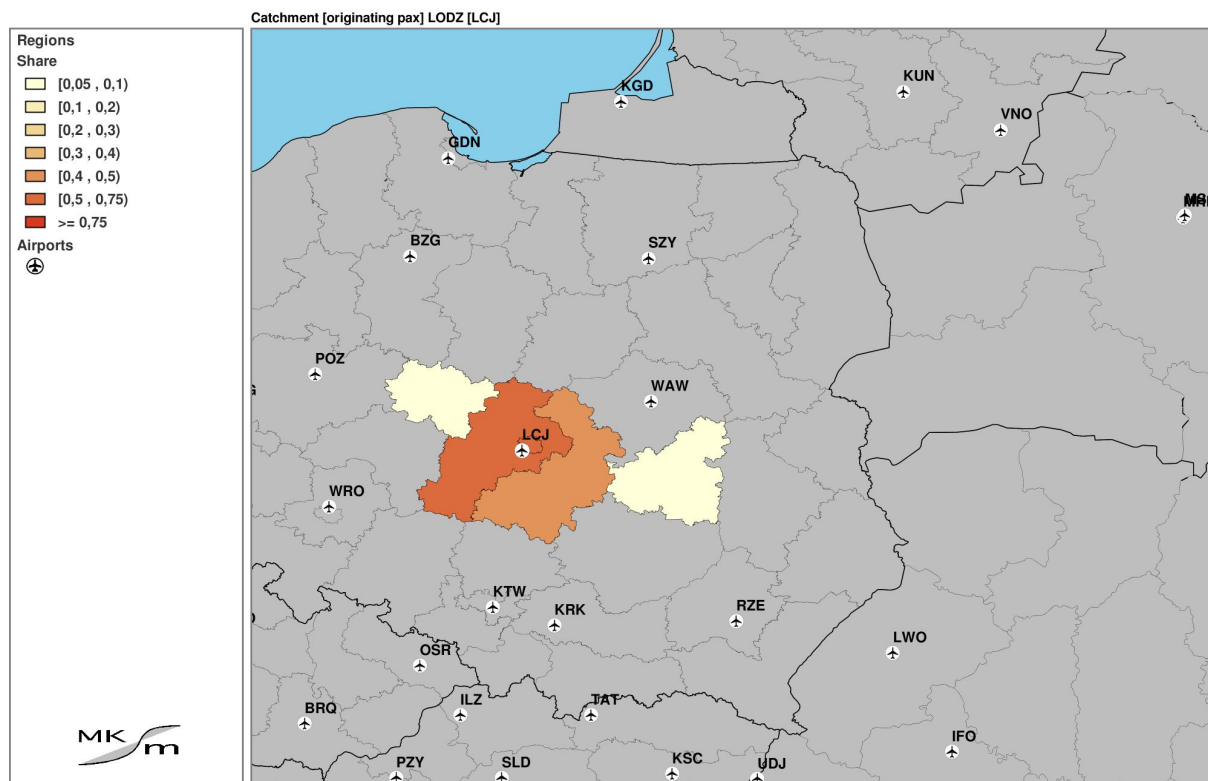 Catchment [originating pax] LODZ [LCJ]
Regions
Share
[0,05 , 0,1)
[0,1 , 0,2)
[0,2 , 0,3)
[0,3 , 0,4)
[0,4 , 0,5)
[0,5 , 0,75)
>= 0,75
Airports
KGD
KUN
VNO
GDN
BZG
SZY
POZ
WAW
LCJ
WRO
KTW
KRK
RZE
OSR
LWO
BRQ
ILZ
TAT
IFO
PZY
SLD
KSC
UDJ
MK
m